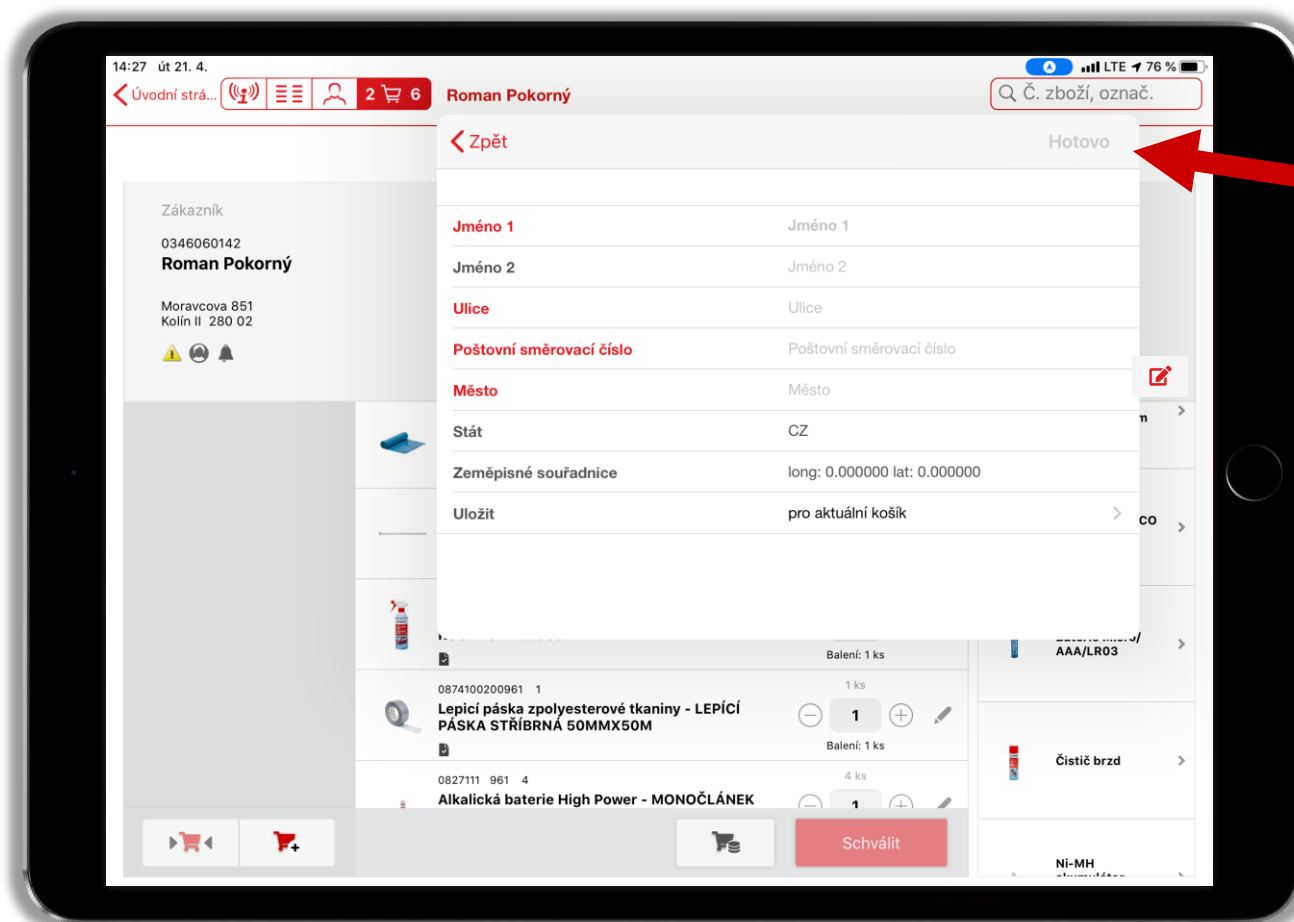 14:27 út 21. 4.
LTE 76 %
Úvodní strá...
2 6
Roman Pokorný
Č. zboží, označ.
Zpět
Hotovo
Zákazník
0346060142
Roman Pokorný
Moravcova 851
Kolín II 280 02
Jméno 1 Jméno 1
Jméno 2 Jméno 2
Ulice Ulice
Poštovní směrovací číslo Poštovní směrovací číslo
Město Město
Stát CZ
Zeměpisné souřadnice long: 0.000000 lat: 0.000000
Uložit pro aktuální košík
m
co
Balení: 1 ks
AAA/LR03
0874100200961 1
1 ks
Lepicí páska zpolyesterové tkaniny - LEPÍCÍ
PÁSKA STŘÍBRNÁ 50MMX50M
1
Balení: 1 ks
Čistič brzd
0827111 961 4
4 ks
Alkalická baterie High Power - MONOČLÁNEK
1
Schválit
Ni-MH